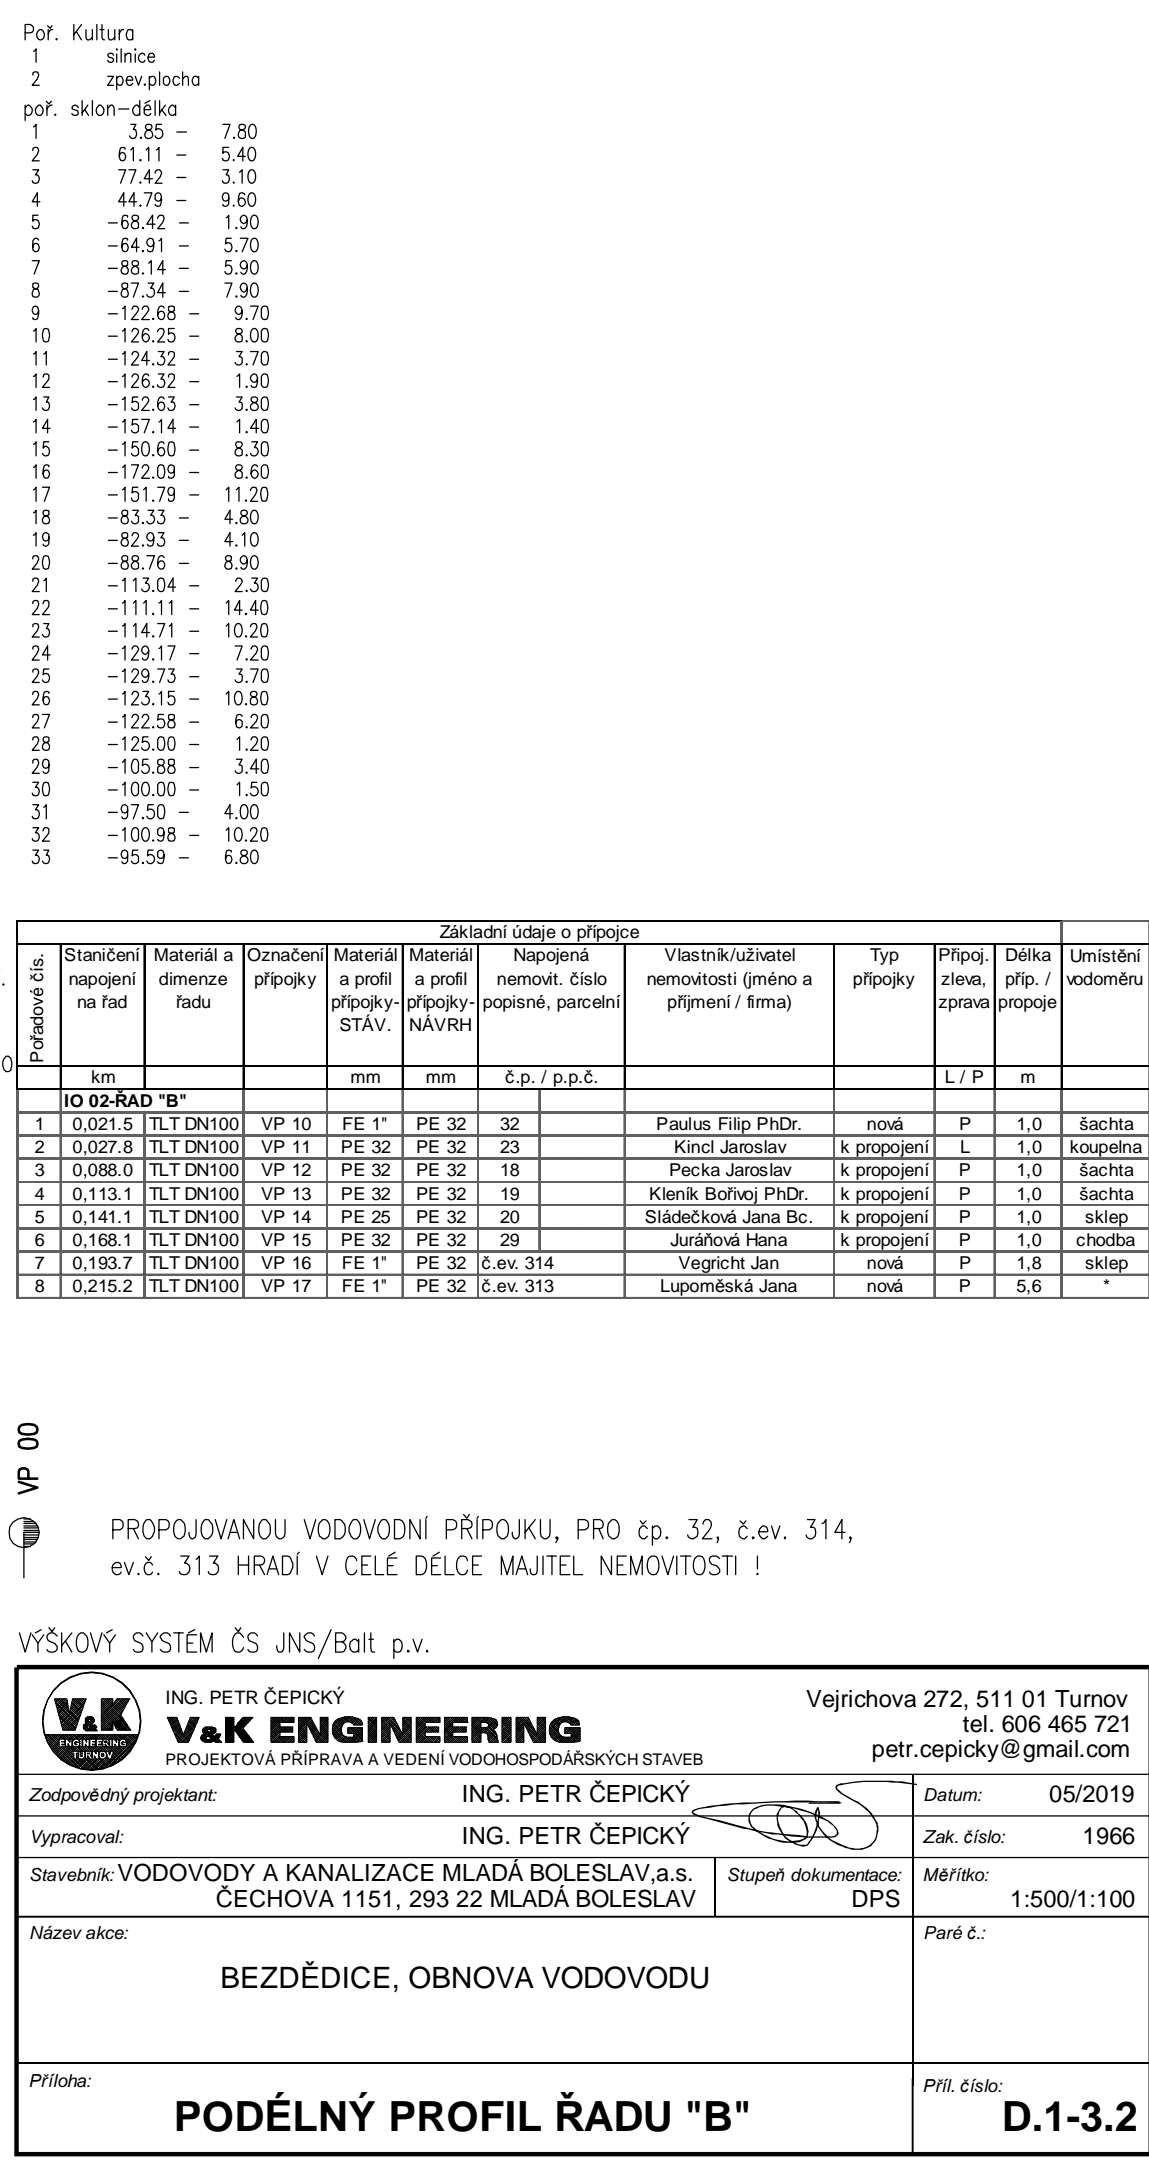 Poř. Kultura
1 silnice
2 zpev.plocha
poř. sklon-délka
1 3.85 - 7.80
2 61.11 - 5.40
3 77.42 - 3.10
4 44.79 - 9.60
5 -68.42 - 1.90
6 -64.91 - 5.70
7 -88.14 - 5.90
8 -87.34 - 7.90
9 -122.68 - 9.70
10 -126.25 - 8.00
11 -124.32 - 3.70
12 -126.32 - 1.90
13 -152.63 - 3.80
14 -157.14 - 1.40
15 -150.60 - 8.30
16 -172.09 - 8.60
17 -151.79 - 11.20
18 -83.33 - 4.80
19 -82.93 - 4.10
20 -88.76 - 8.90
21 -113.04 - 2.30
22 -111.11 - 14.40
23 -114.71 - 10.20
24 -129.17 - 7.20
25 -129.73 - 3.70
26 -123.15 - 10.80
27 -122.58 - 6.20
28 -125.00 - 1.20
29 -105.88 - 3.40
30 -100.00 - 1.50
31 -97.50 - 4.00
32 -100.98 - 10.20
33 -95.59 - 6.80
Základní údaje o přípojce
Pořadové čís.
Staničení Materiál a Označení Materiál Materiál Napojená Vlastník/uživatel Typ Připoj. Délka Umístění
napojení dimenze přípojky a profil a profil nemovit. číslo nemovitosti (jméno a přípojky zleva, příp. / vodoměru
na řad řadu přípojky- přípojky- popisné, parcelní příjmení / firma) zprava propoje
STÁV. NÁVRH
km mm mm č.p. / p.p.č. L / P m
IO 02-ŘAD "B"
1 0,021.5 TLT DN100 VP 10 FE 1" PE 32 32 Paulus Filip PhDr. nová P 1,0 šachta
2 0,027.8 TLT DN100 VP 11 PE 32 PE 32 23 Kincl Jaroslav k propojení L 1,0 koupelna
3 0,088.0 TLT DN100 VP 12 PE 32 PE 32 18 Pecka Jaroslav k propojení P 1,0 šachta
4 0,113.1 TLT DN100 VP 13 PE 32 PE 32 19 Kleník Bořivoj PhDr. k propojení P 1,0 šachta
5 0,141.1 TLT DN100 VP 14 PE 25 PE 32 20 Sládečková Jana Bc. k propojení P 1,0 sklep
6 0,168.1 TLT DN100 VP 15 PE 32 PE 32 29 Juráňová Hana k propojení P 1,0 chodba
7 0,193.7 TLT DN100 VP 16 FE 1" PE 32 č.ev. 314 Vegricht Jan nová P 1,8 sklep
8 0,215.2 TLT DN100 VP 17 FE 1" PE 32 č.ev. 313 Lupoměská Jana nová P 5,6 *
VP 00
PROPOJOVANOU VODOVODNÍ PŘÍPOJKU, PRO čp. 32, č.ev. 314,
ev.č. 313 HRADÍ V CELÉ DÉLCE MAJITEL NEMOVITOSTI !
VÝŠKOVÝ SYSTÉM ČS JNS/Balt p.v.
V&K
ENGINEERING
TURNOV
ING. PETR ČEPICKÝ
V&K ENGINEERING
PROJEKTOVÁ PŘÍPRAVA A VEDENÍ VODOHOSPODÁŘSKÝCH STAVEB
Vejrichova 272, 511 01 Turnov
tel. 606 465 721
petr.cepicky@gmail.com
Zodpovědný projektant: ING. PETR ČEPICKÝ
Datum: 05/2019
Vypracoval: ING. PETR ČEPICKÝ
Zak. číslo: 1966
Stavebník: VODOVODY A KANALIZACE MLADÁ BOLESLAV,a.s.
ČECHOVA 1151, 293 22 MLADÁ BOLESLAV
Stupeň dokumentace:
DPS
Měřítko:
1:500/1:100
Název akce:
BEZDĚDICE, OBNOVA VODOVODU
Paré č.:
Příloha:
PODÉLNÝ PROFIL ŘADU "B"
Příl. číslo:
D.1-3.2